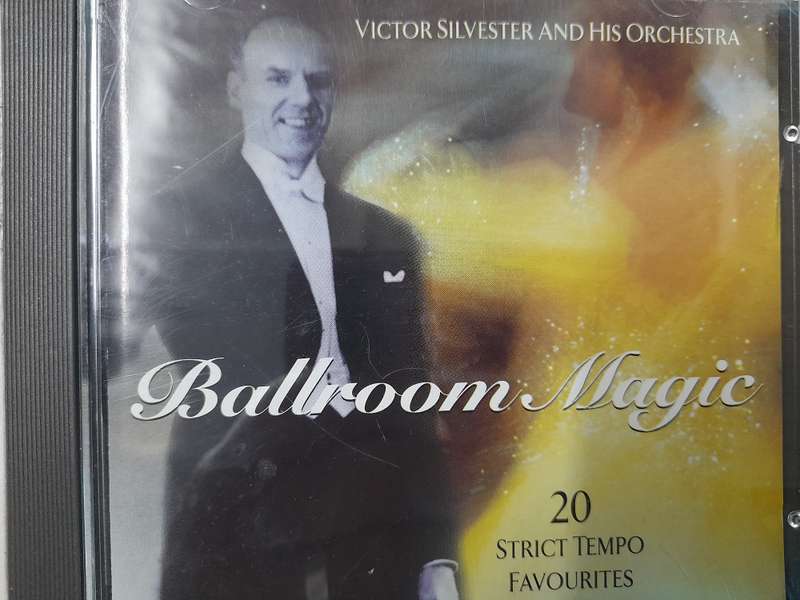 VICTOR SILVESTER AND HIS ORCHESTRA
Ballroom Magic
20
STRICT TEMPO
FAVOURITES